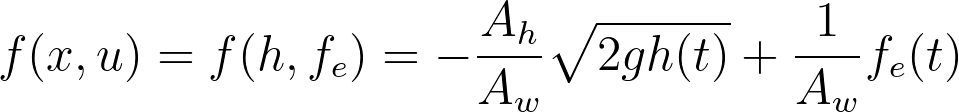 f(x, u) = f(h, f_e) = -\frac{A_h}{A_w}\sqrt{2gh(t)} + \frac{1}{A_w}f_e(t)